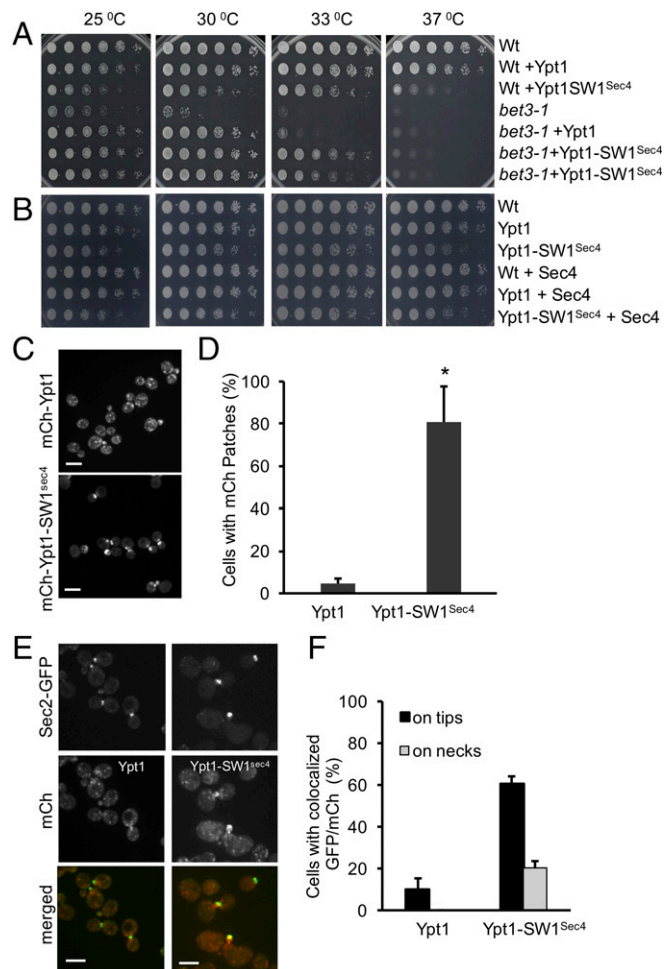 25 ⁰C 30 ⁰C 33 ⁰C 37 ⁰C
A
Wt
Wt +Ypt1
Wt +Ypt1SW1Sec4
bet3-1
bet3-1 +Ypt1
bet3-1+Ypt1-SW1Sec4
bet3-1+Ypt1-SW1Sec4
B
Wt
Ypt1
Ypt1-SW1Sec4
Wt + Sec4
Ypt1 + Sec4
Ypt1-SW1Sec4 + Sec4
C
mCh-Ypt1
mCh-Ypt1-SW1sec4
D
Cells with mCh Patches (%)
100
80
60
40
20
0
*
Ypt1 Ypt1-SW1Sec4
E
Sec2-GFP
mCh
merged
Ypt1 Ypt1-SW1sec4
F
Cells with colocalized
GFP/mCh (%)
100
80
60
40
20
0
on tips
on necks
Ypt1 Ypt1-SW1Sec4